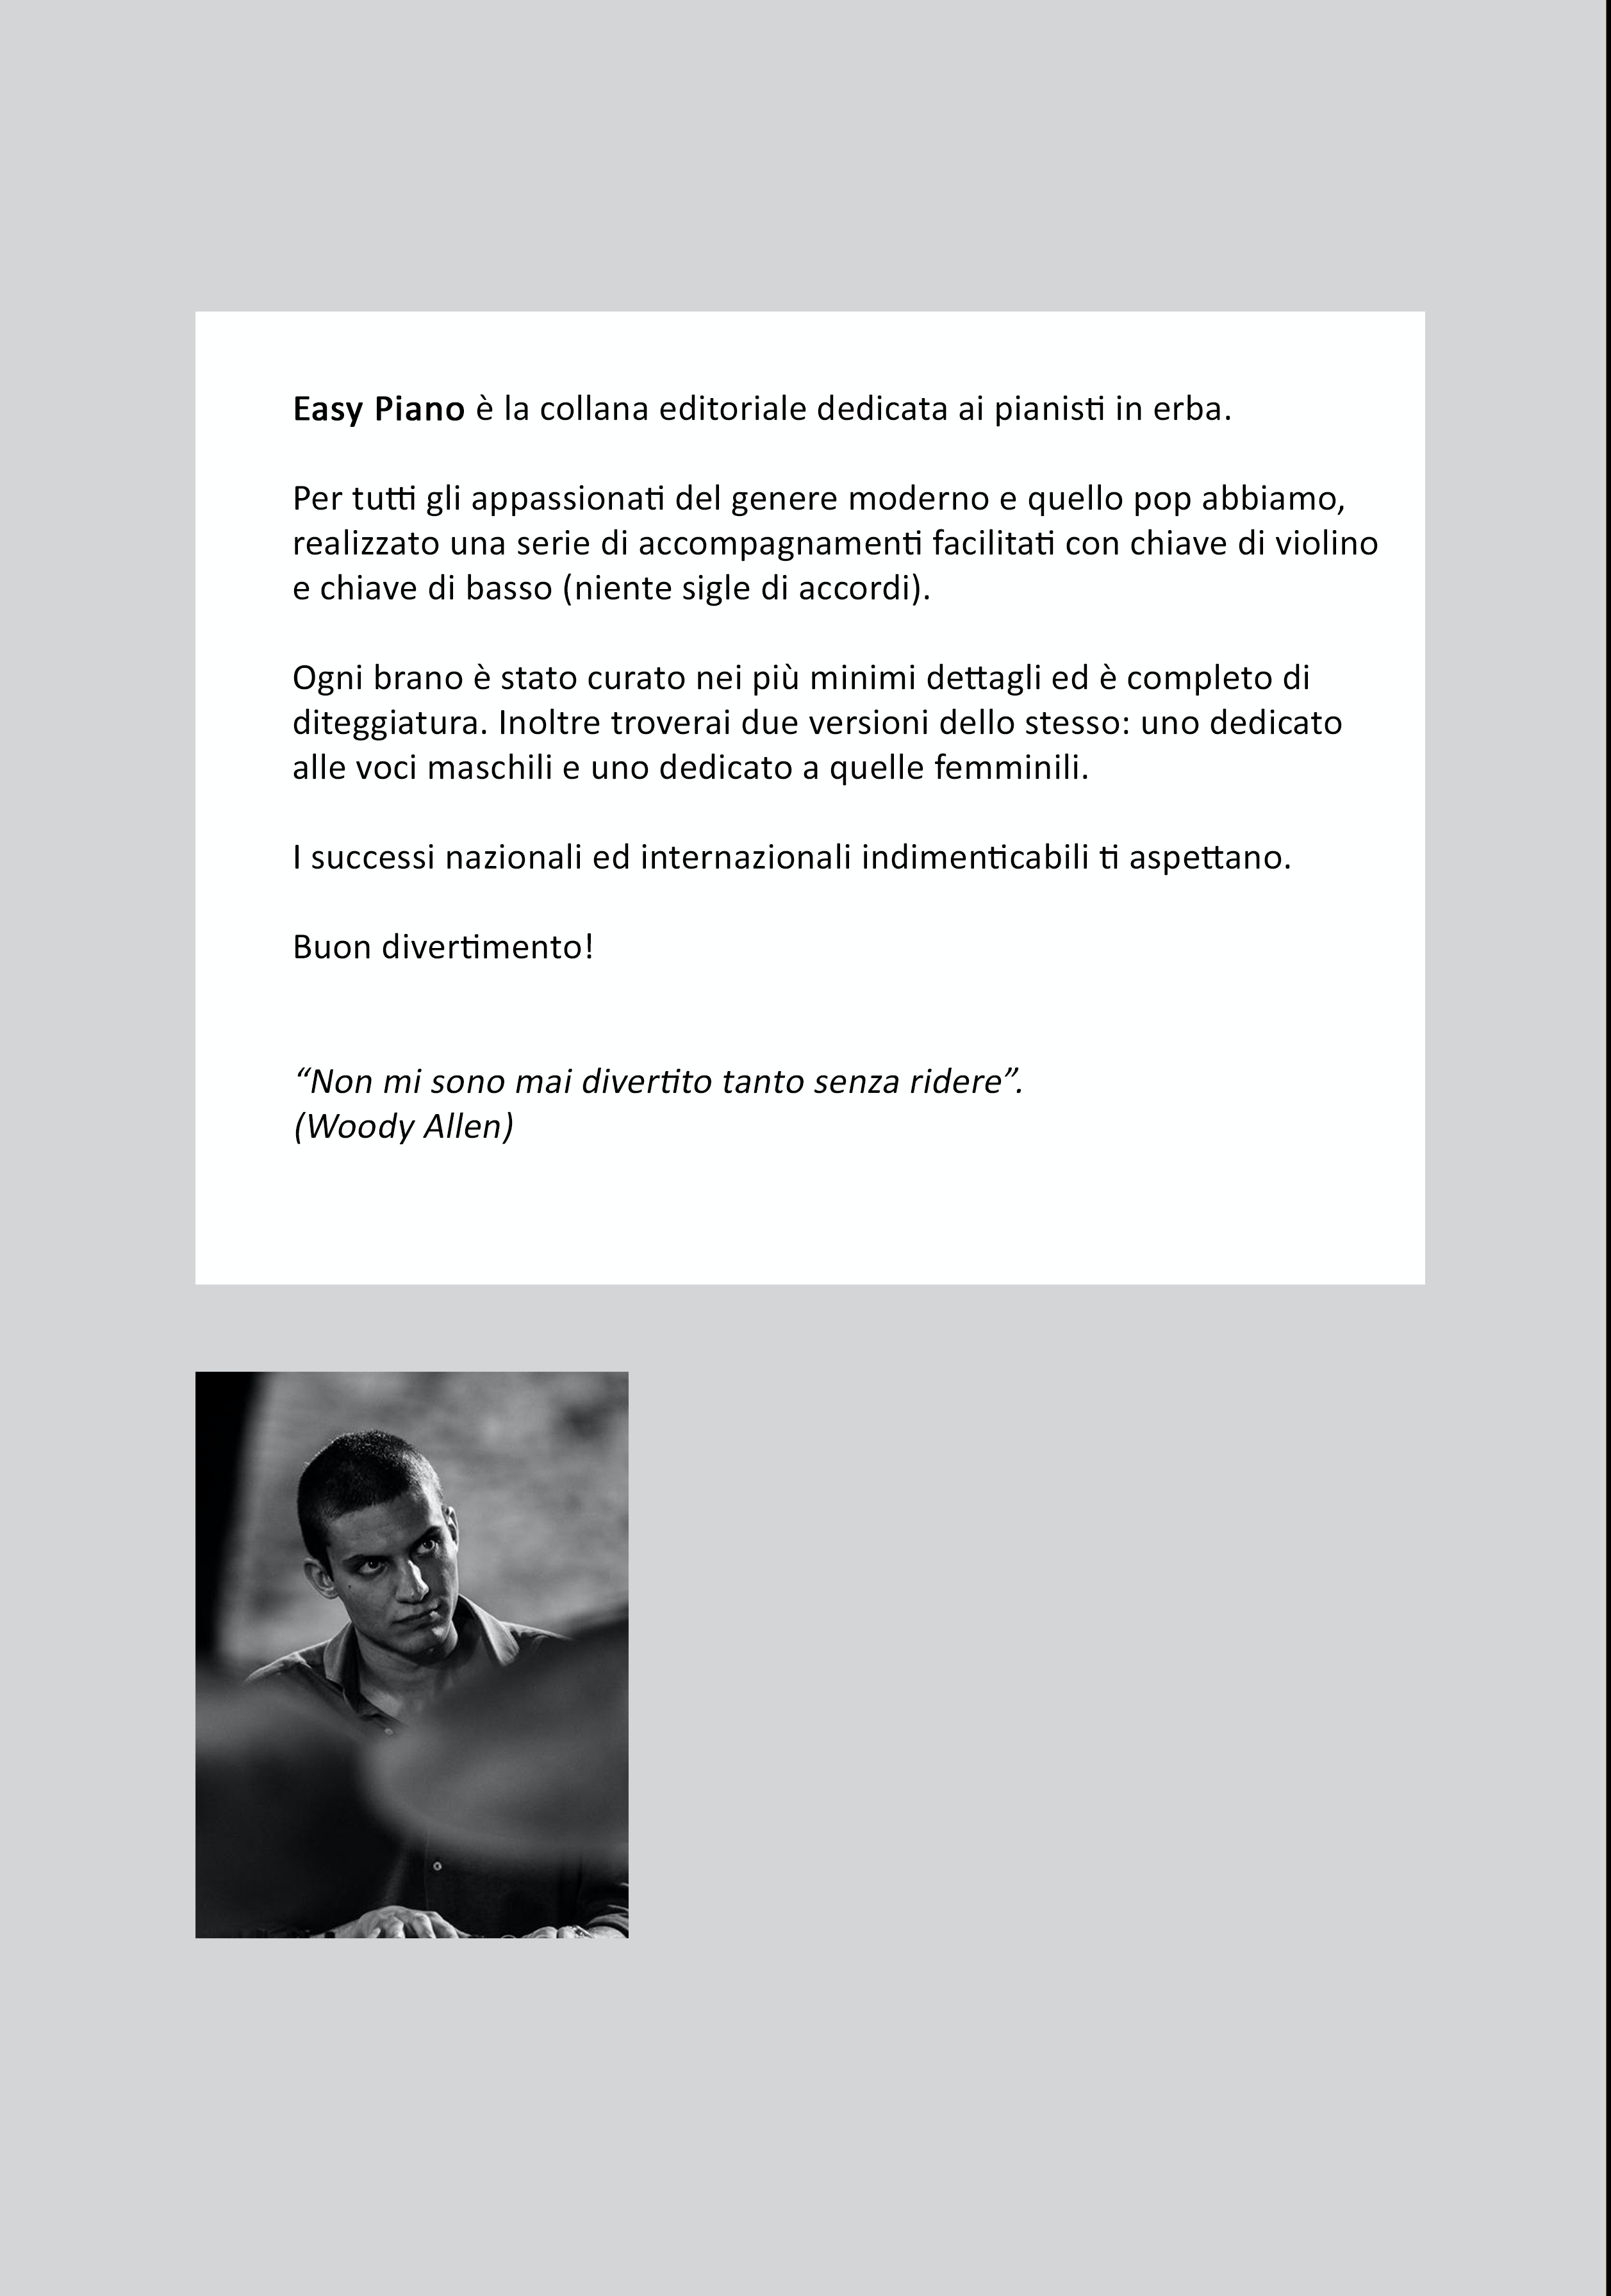 Easy Piano è la collana editoriale dedicata ai pianisti in erba.
Per tutti gli appassionati del genere moderno e quello pop abbiamo,
realizzato una serie di accompagnamenti facilitati con chiave di violino
e chiave di basso (niente sigle di accordi).
Ogni brano è stato curato nei più minimi dettagli ed è completo di
diteggiatura. Inoltre troverai due versioni dello stesso: uno dedicato
alle voci maschili e uno dedicato a quelle femminili.
I successi nazionali ed internazionali indimenticabili ti aspettano.
Buon divertimento!
“Non mi sono mai divertito tanto senza ridere”.
(Woody Allen)